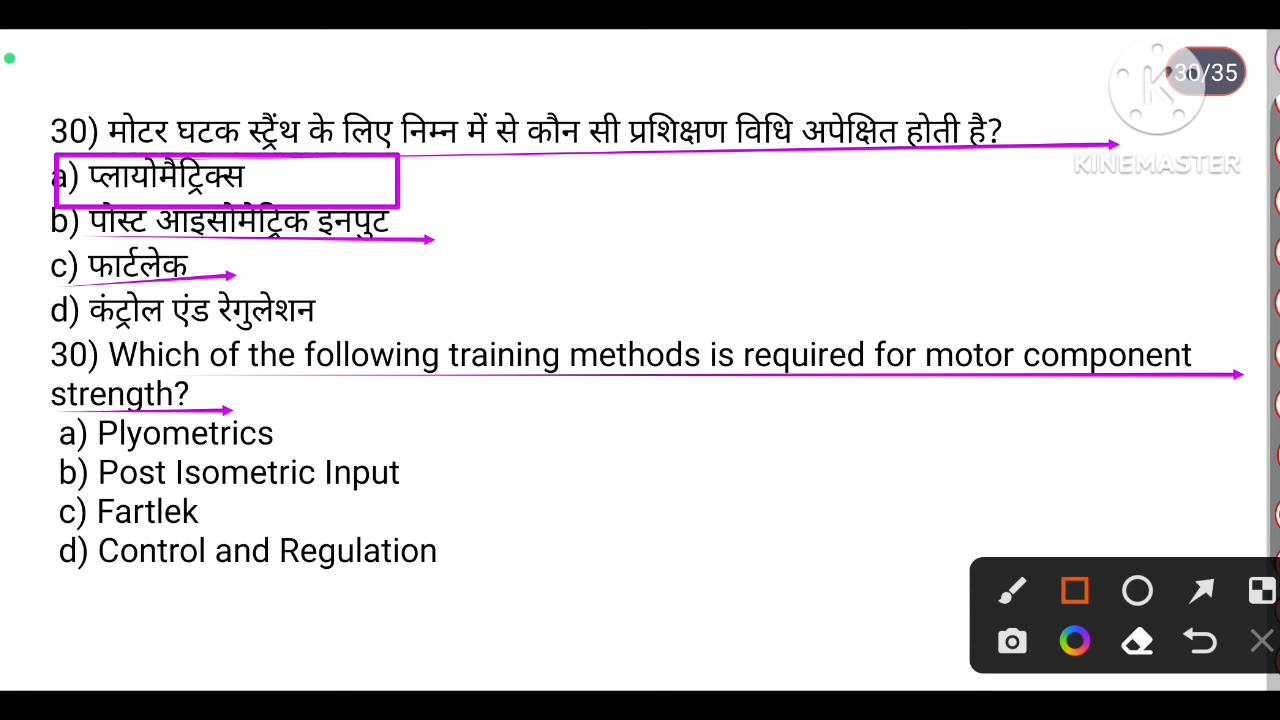 30/35
KINEMASTER
30) मोटर घटक स्ट्रैंथ के लिए निम्न में से कौन सी प्रशिक्षण विधि अपेक्षित होती है?
a) प्लायोमैट्रिक्स
b) पोस्ट आइसोमेट्रिक इनपुट
c) फार्टलेक
d) कंट्रोल एंड रेगुलेशन
30) Which of the following training methods is required for motor component
strength?
a) Plyometrics
b) Post Isometric Input
c) Fartlek
d) Control and Regulation